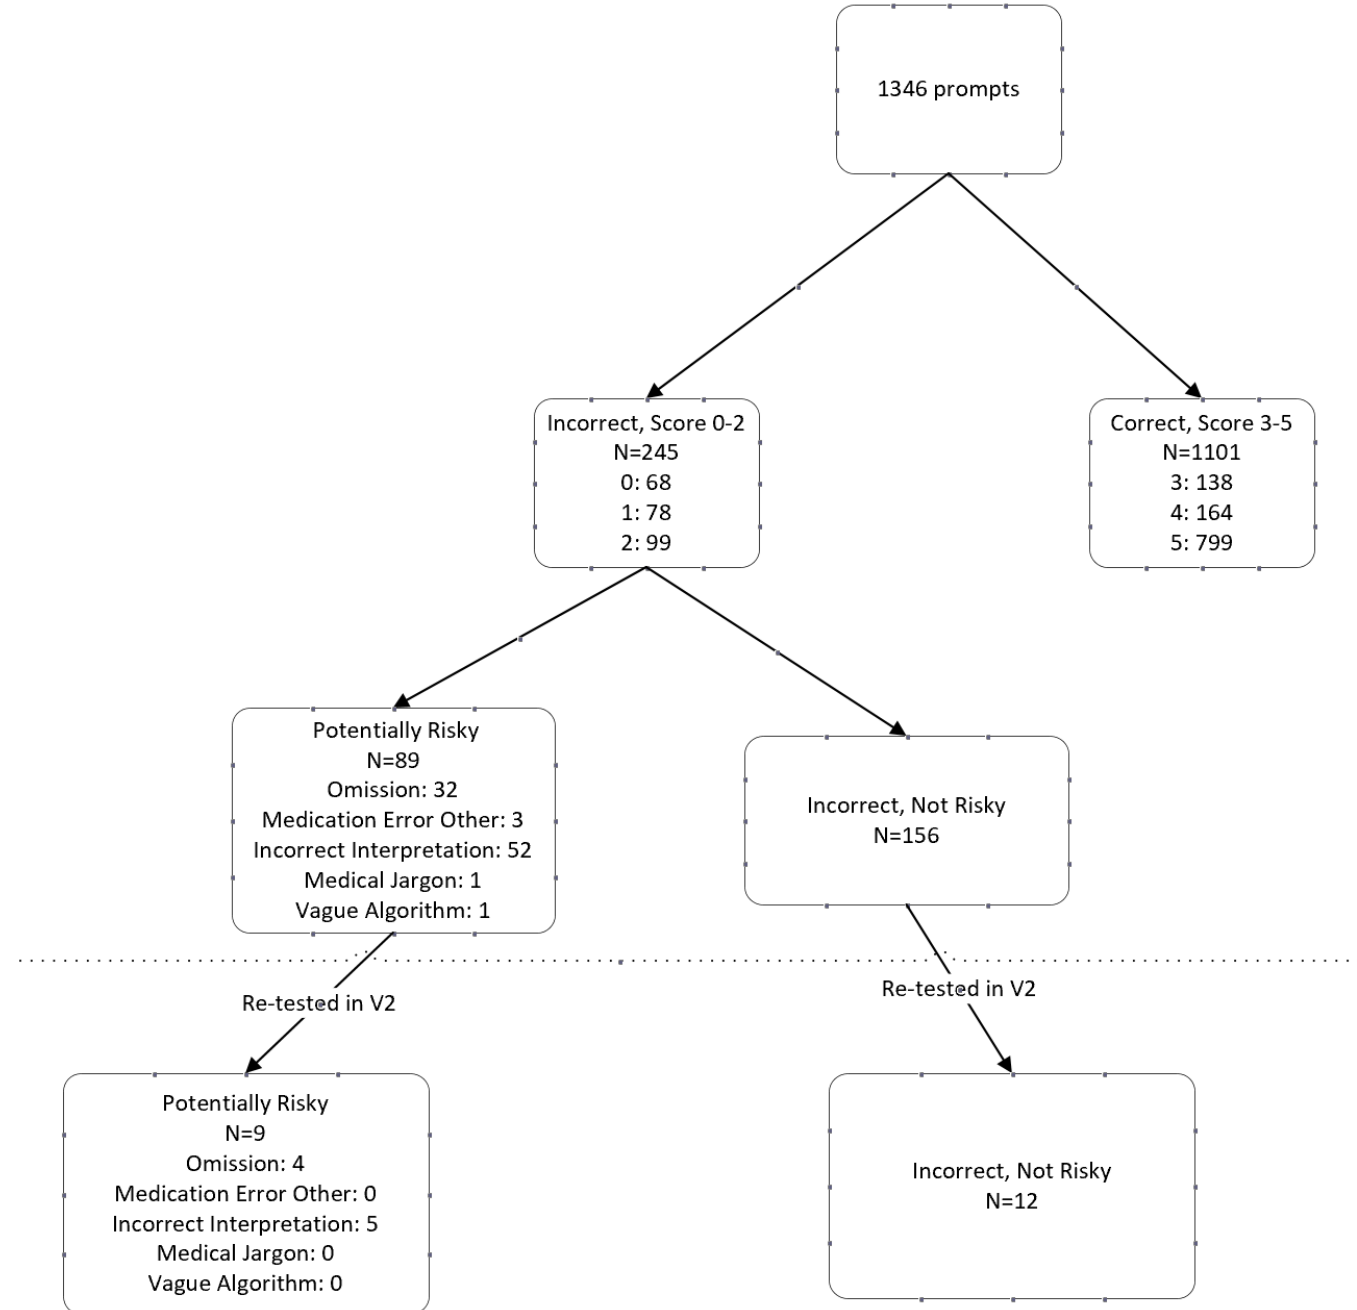 1346 prompts
Incorrect, Score 0-2
N=245
0: 68
1: 78
2: 99
Correct, Score 3-5
N=1101
3: 138
4: 164
5: 799
Potentially Risky
N=89
Omission: 32
Medication Error Other: 3
Incorrect Interpretation: 52
Medical Jargon: 1
Vague Algorithm: 1
Incorrect, Not Risky
N=156
Re-tested in V2
Re-tested in V2
Potentially Risky
N=9
Omission: 4
Medication Error Other: 0
Incorrect Interpretation: 5
Medical Jargon: 0
Vague Algorithm: 0
Incorrect, Not Risky
N=12